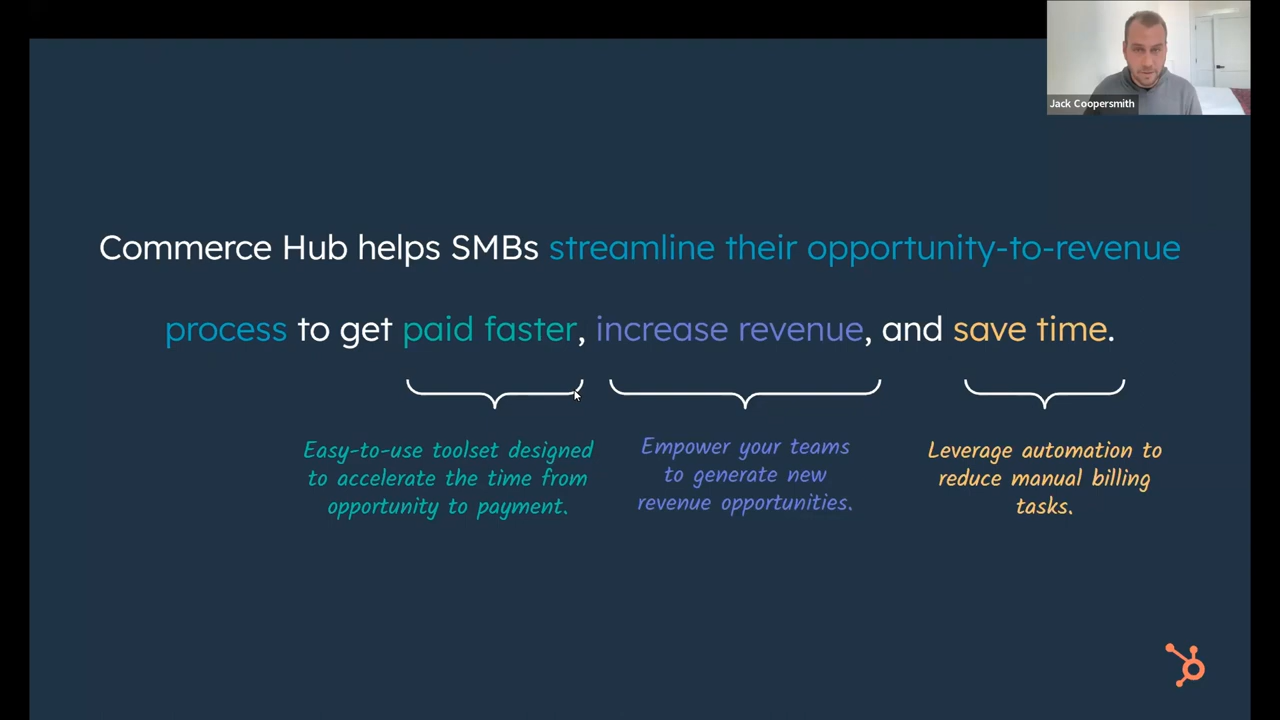 Jack Coopersmith
Commerce Hub helps SMBs streamline their opportunity-to-revenue
process to get paid faster, increase revenue, and save time.
Easy-to-use toolset designed
to accelerate the time from
opportunity to payment.
Empower your teams
to generate new
revenue opportunities.
Leverage automation to
reduce manual billing
tasks.